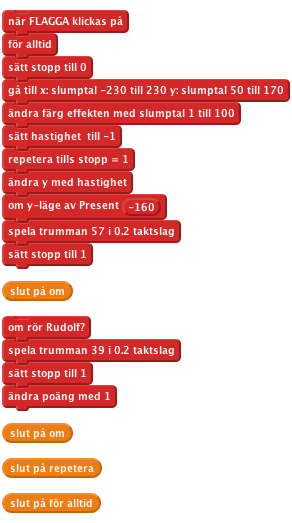 när FLAGGA klickas på
för alltid
sätt stopp till 0
gå till x: slumptal -230 till 230 y: slumptal 50 till 170
ändra färg effekten med slumptal 1 till 100
sätt hastighet till -1
repetera tills stopp = 1
ändra y med hastighet
om y-läge av Present -160
spela trumman 57 i 0.2 taktslag
sätt stopp till 1
slut på om
om rör Rudolf?
spela trumman 39 i 0.2 taktslag
sätt stopp till 1
ändra poäng med 1
slut på om
slut på repetera
slut på för alltid